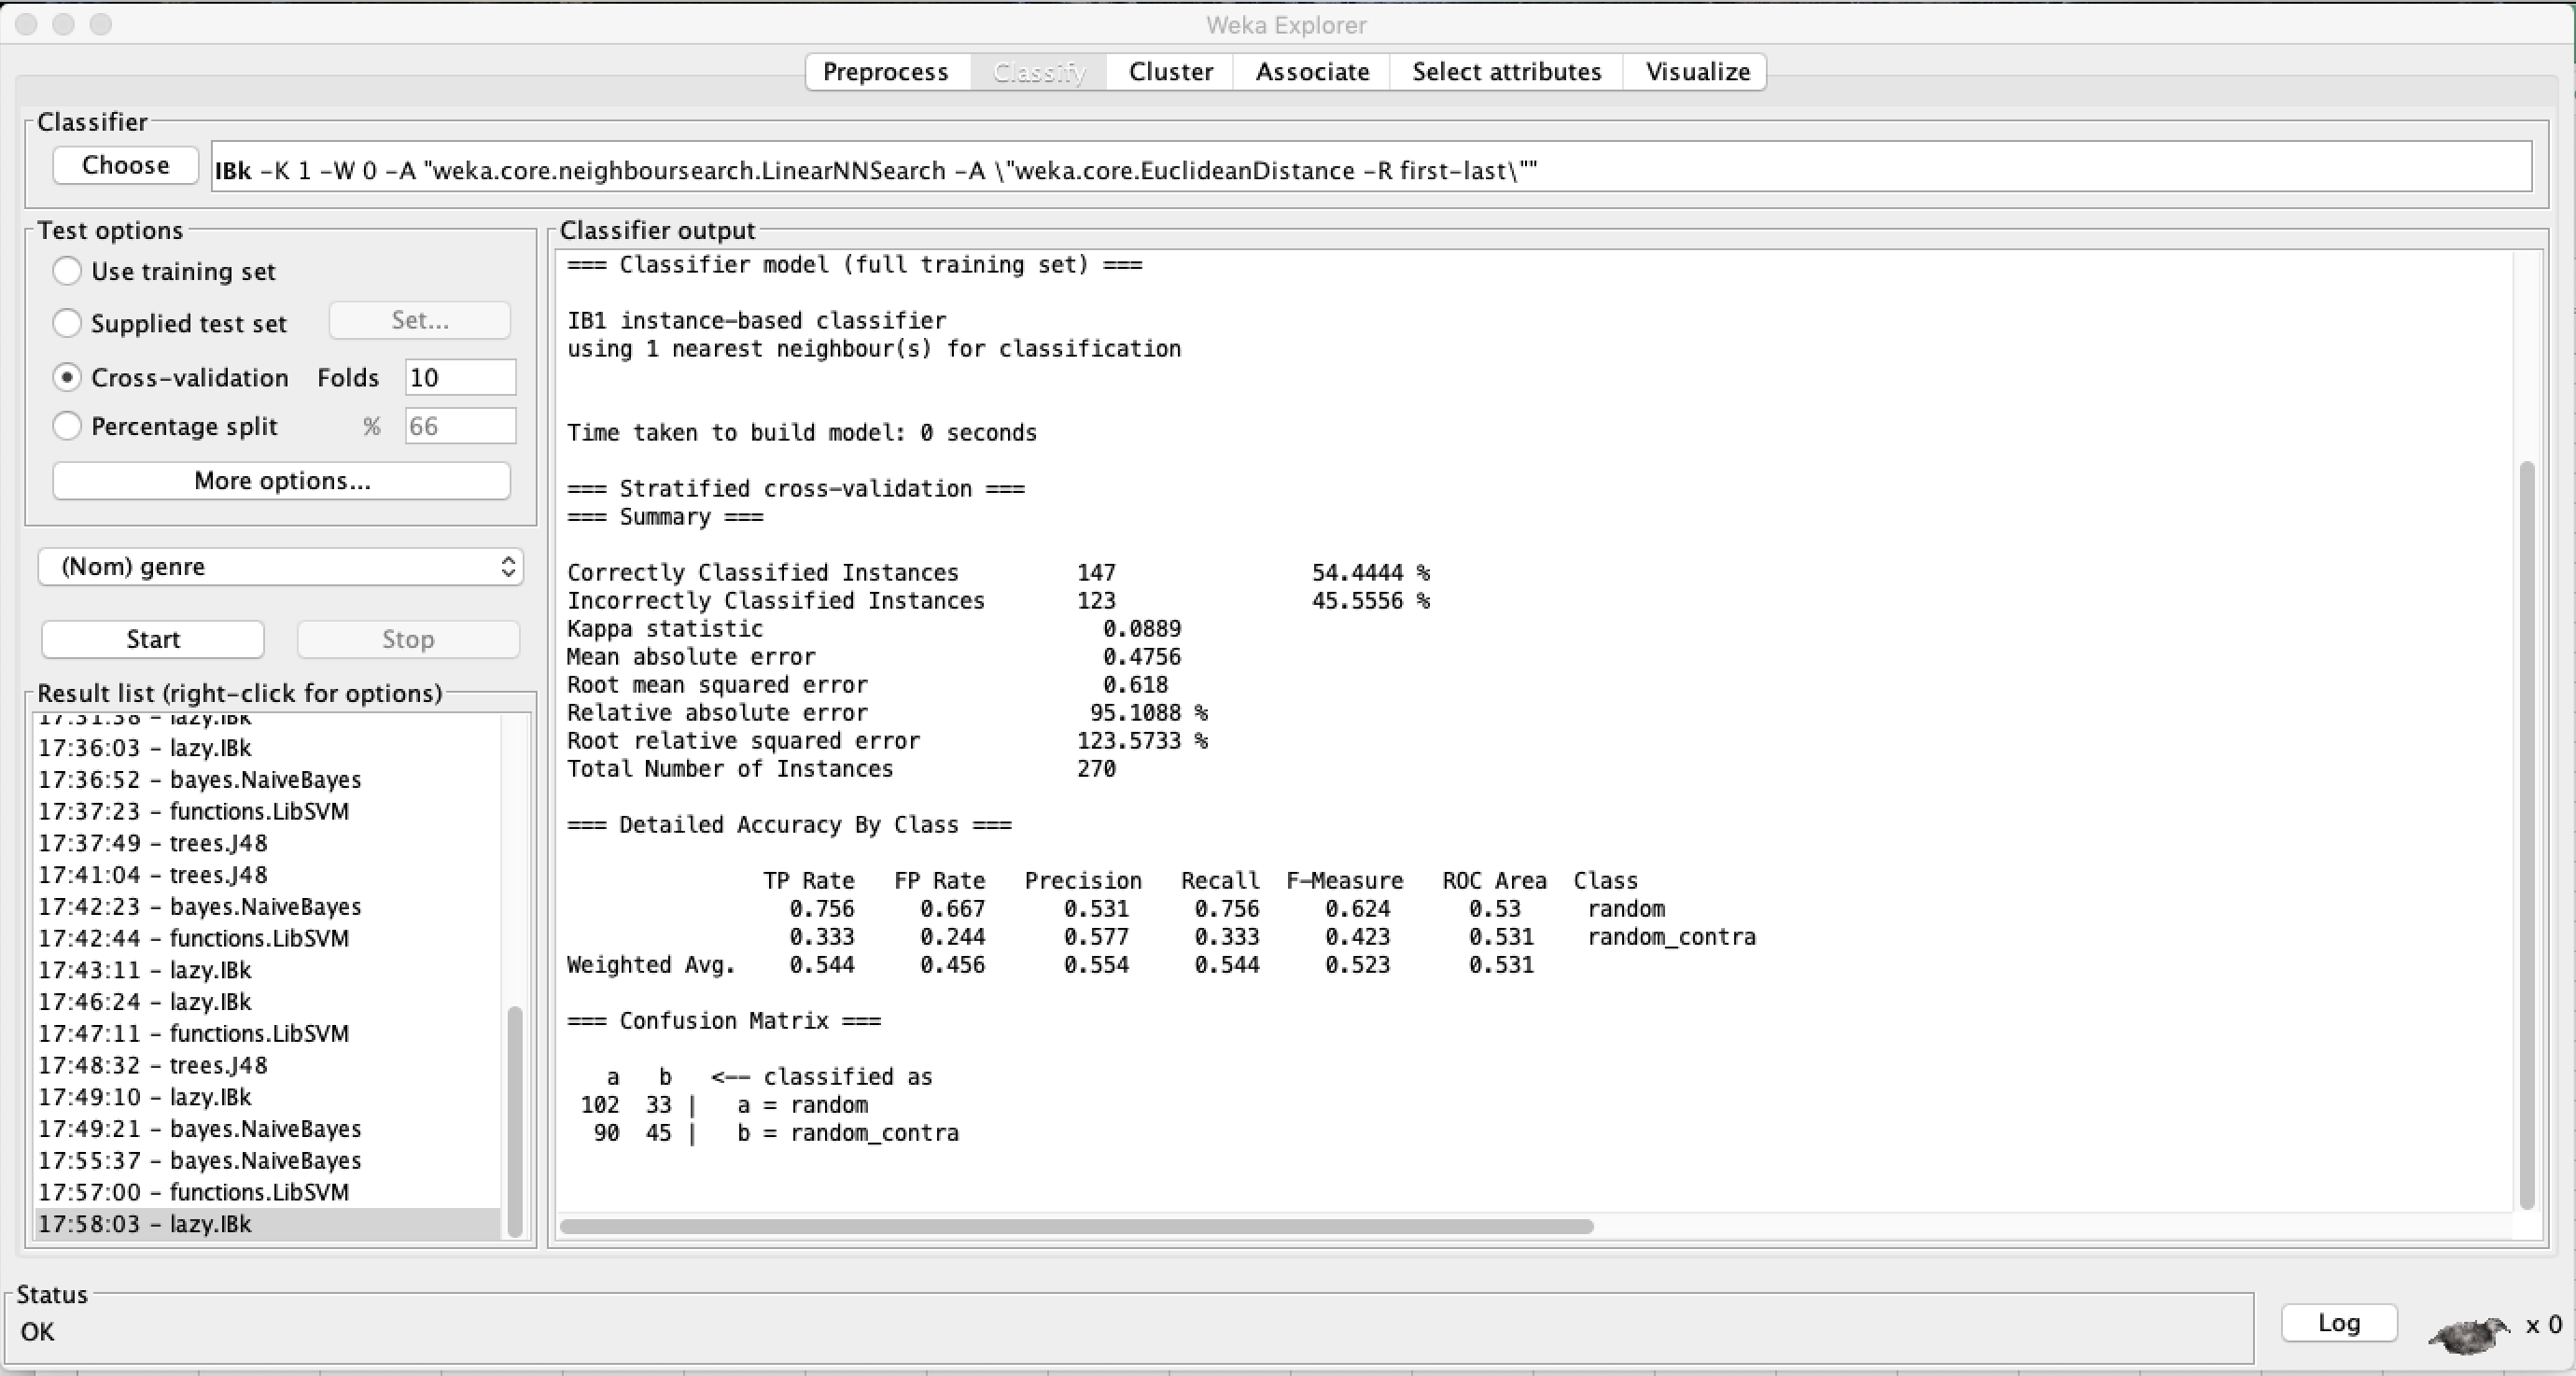 Weka Explorer
Preprocess Classify Cluster Associate Select attributes Visualize
Classifier
Choose IBk -K 1 -W 0 -A "weka.core.neighboursearch.LinearNNSearch -A \"weka.core.EuclideanDistance -R first-last\""
Test options
Use training set
Supplied test set Set...
Cross-validation Folds 10
Percentage split % 66
More options...
(Nom) genre
Start Stop
Result list (right-click for options)
17:31:38 - lazy.IBk
17:36:03 - lazy.IBk
17:36:52 - bayes.NaiveBayes
17:37:23 - functions.LibSVM
17:37:49 - trees.J48
17:41:04 - trees.J48
17:42:23 - bayes.NaiveBayes
17:42:44 - functions.LibSVM
17:43:11 - lazy.IBk
17:46:24 - lazy.IBk
17:47:11 - functions.LibSVM
17:48:32 - trees.J48
17:49:10 - lazy.IBk
17:49:21 - bayes.NaiveBayes
17:55:37 - bayes.NaiveBayes
17:57:00 - functions.LibSVM
17:58:03 - lazy.IBk
Classifier output
=== Classifier model (full training set) ===
IB1 instance-based classifier
using 1 nearest neighbour(s) for classification
Time taken to build model: 0 seconds
=== Stratified cross-validation ===
=== Summary ===
Correctly Classified Instances 147 54.4444 %
Incorrectly Classified Instances 123 45.5556 %
Kappa statistic 0.0889
Mean absolute error 0.4756
Root mean squared error 0.618
Relative absolute error 95.1088 %
Root relative squared error 123.5733 %
Total Number of Instances 270
=== Detailed Accuracy By Class ===
TP Rate FP Rate Precision Recall F-Measure ROC Area Class
0.756 0.667 0.531 0.756 0.624 0.53 random
0.333 0.244 0.577 0.333 0.423 0.531 random_contra
Weighted Avg. 0.544 0.456 0.554 0.544 0.523 0.531
=== Confusion Matrix ===
a b <-- classified as
102 33 | a = random
90 45 | b = random_contra
Status
OK
Log x 0